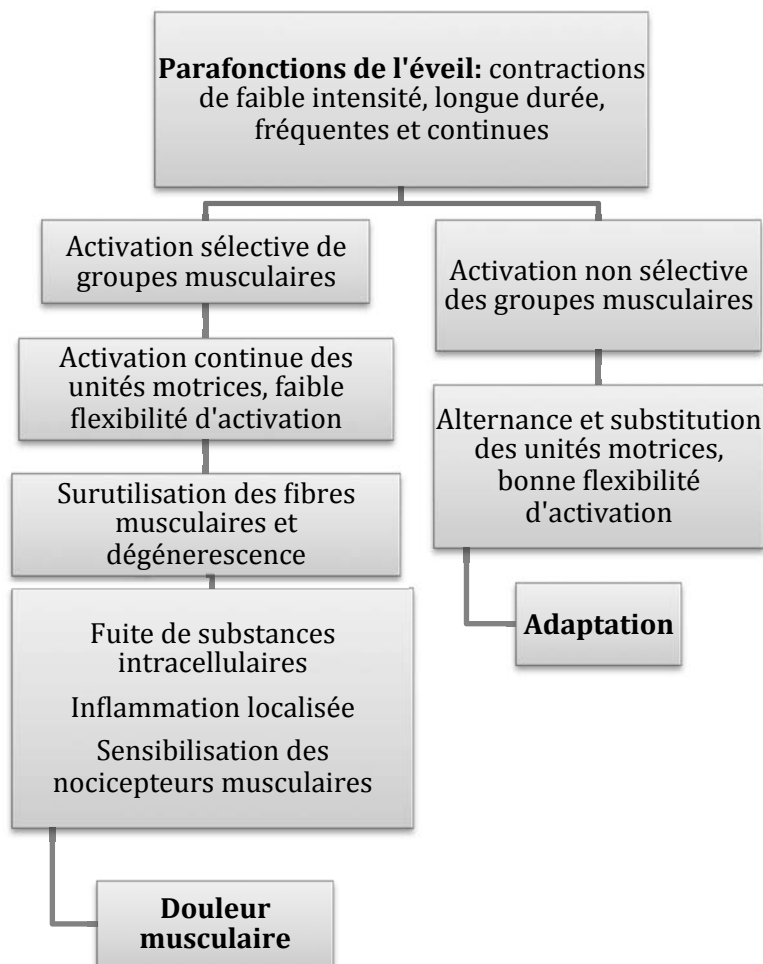 Parafonctions de l'éveil: contractions
de faible intensité, longue durée,
fréquentes et continues
Activation sélective de
groupes musculaires
Activation continue des
unités motrices, faible
flexibilité d'activation
Surutilisation des fibres
musculaires et
dégénerescence
Fuite de substances
intracellulaires
Inflammation localisée
Sensibilisation des
nocicepteurs musculaires
Douleur
musculaire
Activation non sélective
des groupes musculaires
Alternance et substitution
des unités motrices,
bonne flexibilité
d'activation
Adaptation